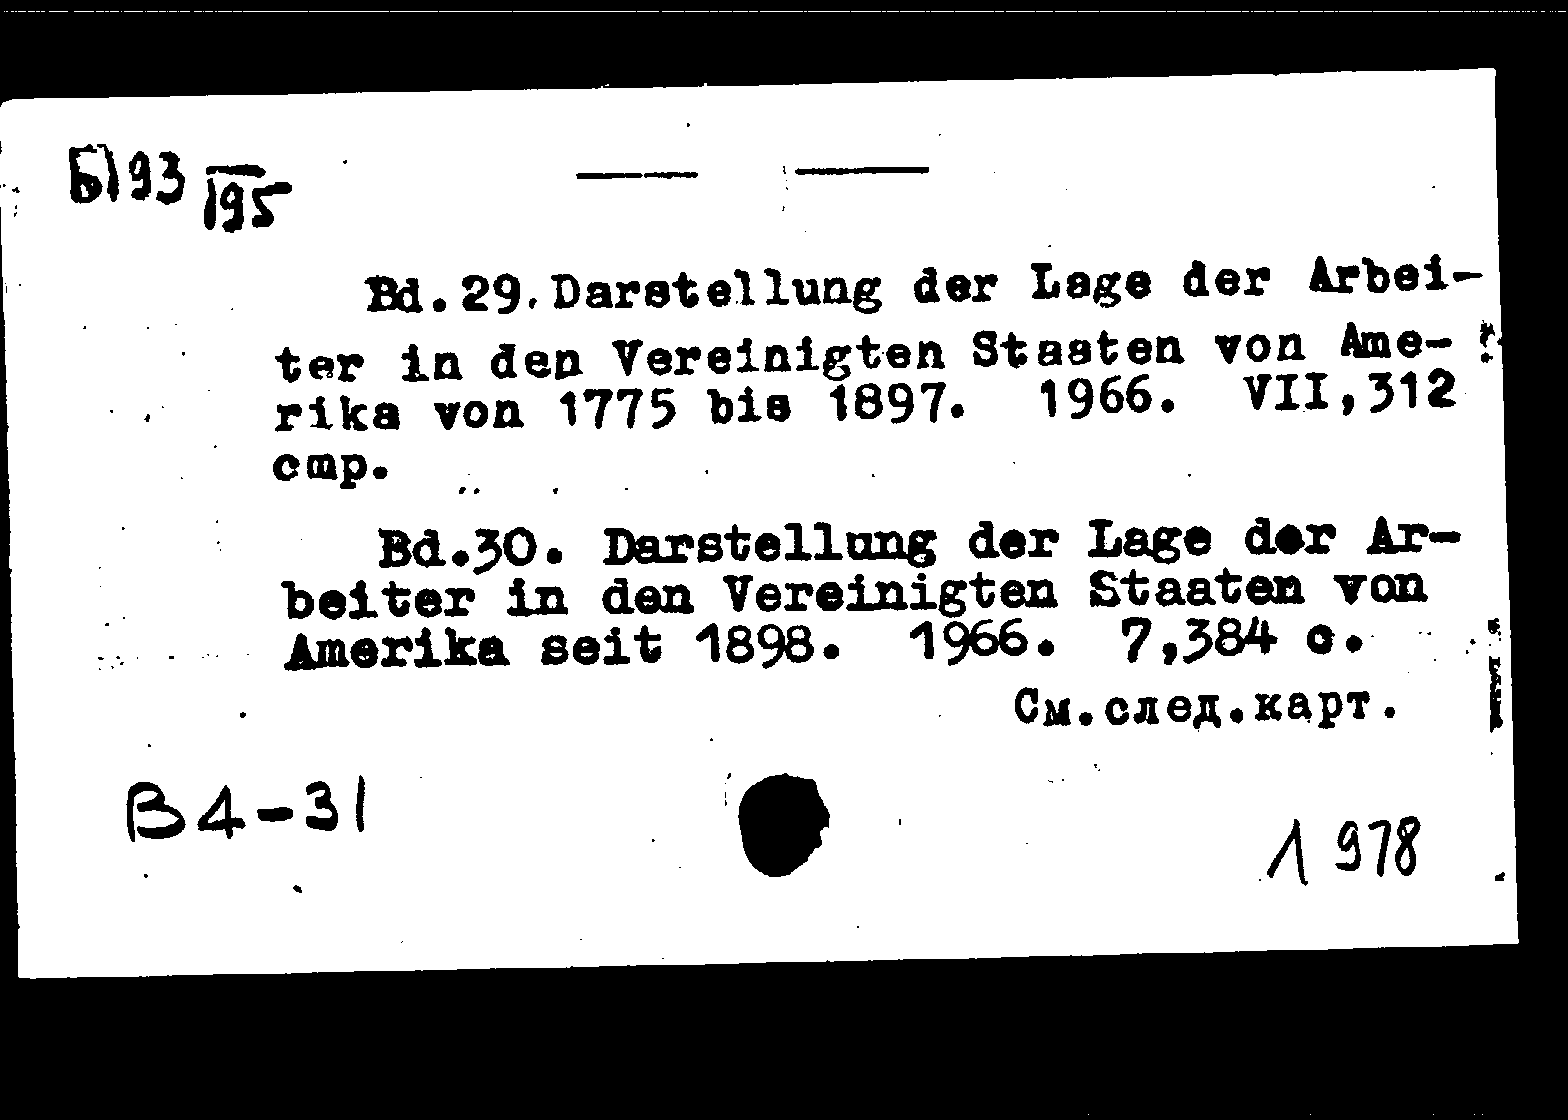 Б193
195
— —
Bd.29.Darstellung der Lage der Arbei-
ter in den Vereinigten Staaten von Ame-
rika von 1775 bis 1897. 1966. VII,312
стр.
Bd.30. Darstellung der Lage der Ar-
beiter in den Vereinigten Staaten von
Amerika seit 1898. 1966. 7,384 с.
См.след.карт.
B4-31
1978